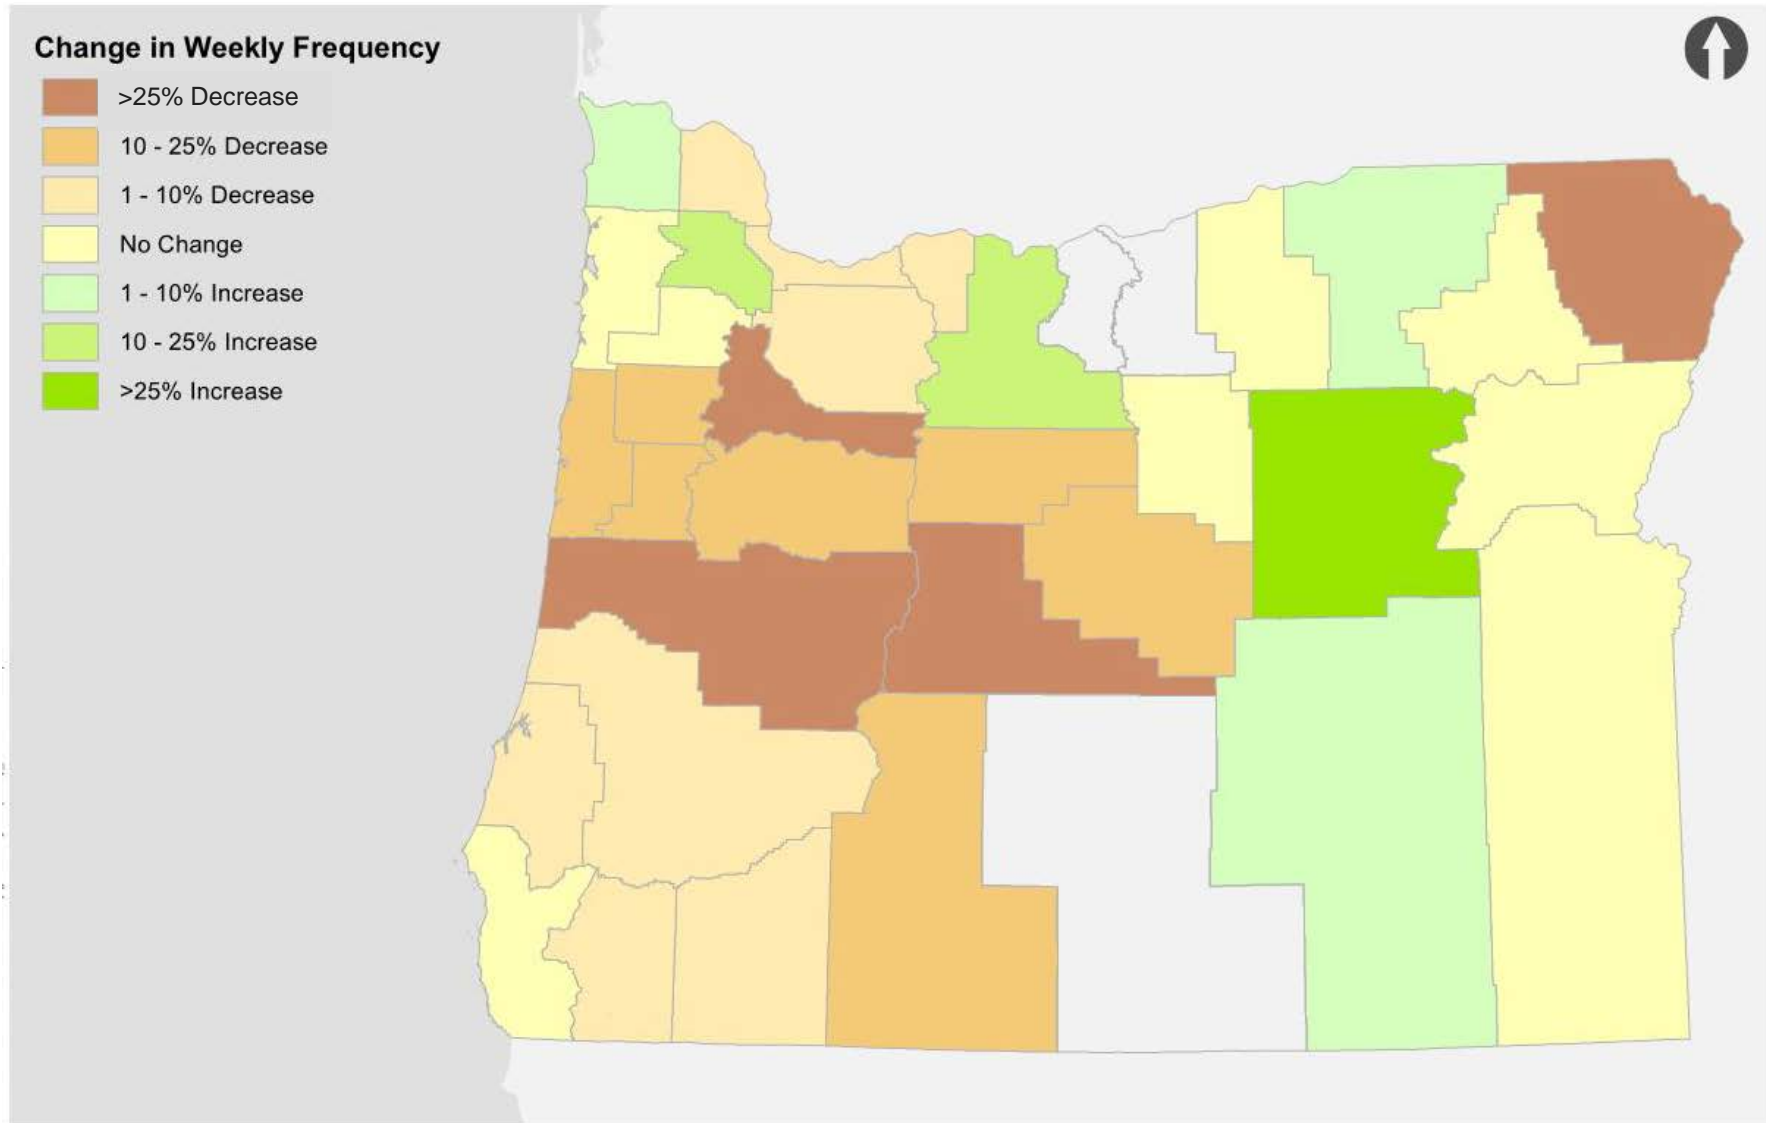 Change in Weekly Frequency
>25% Decrease
10 - 25% Decrease
1 - 10% Decrease
No Change
1 - 10% Increase
10 - 25% Increase
>25% Increase